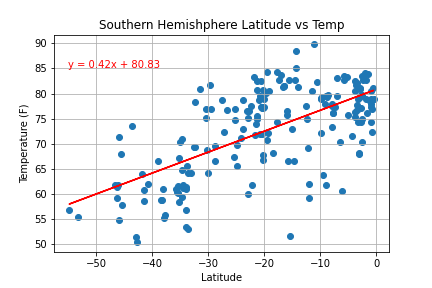 Southern Hemishphere Latitude vs Temp
y = 0.42x + 80.83
Temperature (F)
90
85
80
75
70
65
60
55
50
−50 −40 −30 −20 −10 0
Latitude